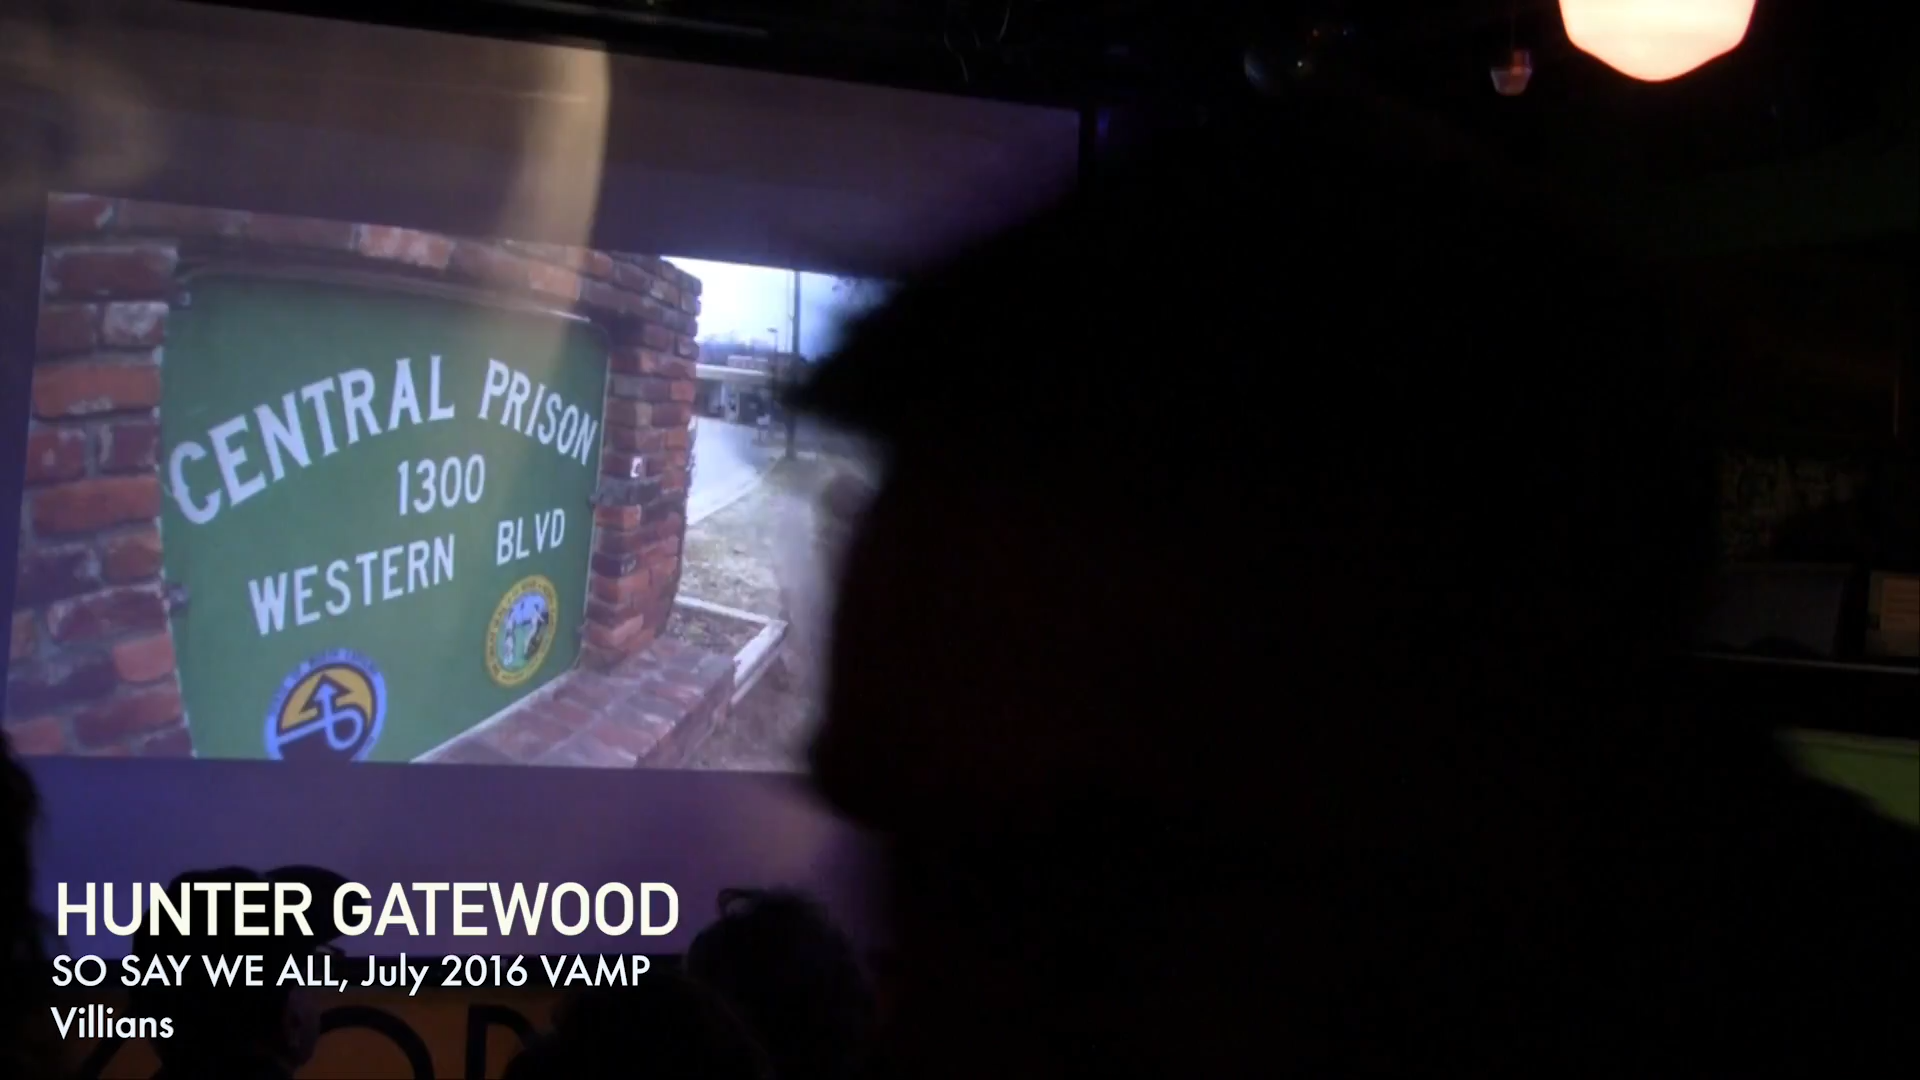 CENTRAL PRISON
1300
WESTERN BLVD
HUNTER GATEWOOD
SO SAY WE ALL, July 2016 VAMP
Villians